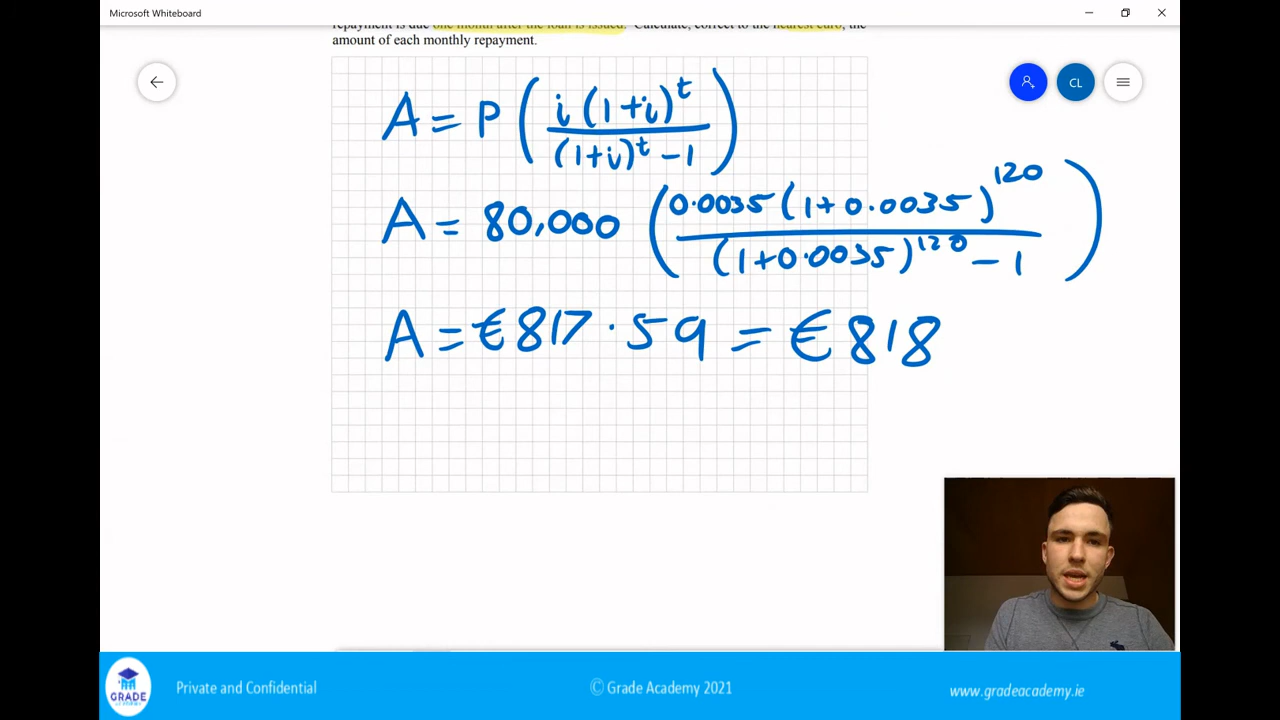 Microsoft Whiteboard
repayment is due one month after the loan is issued. Calculate, correct to the nearest euro, the
amount of each monthly repayment.
CL
A = P ( i (1+i)^t / (1+i)^t - 1 )
A = 80,000 ( 0.0035 (1+0.0035)^120 / (1+0.0035)^120 - 1 )
A = €817.59 = €818
GRADE
Private and Confidential
© Grade Academy 2021
www.gradeacademy.ie